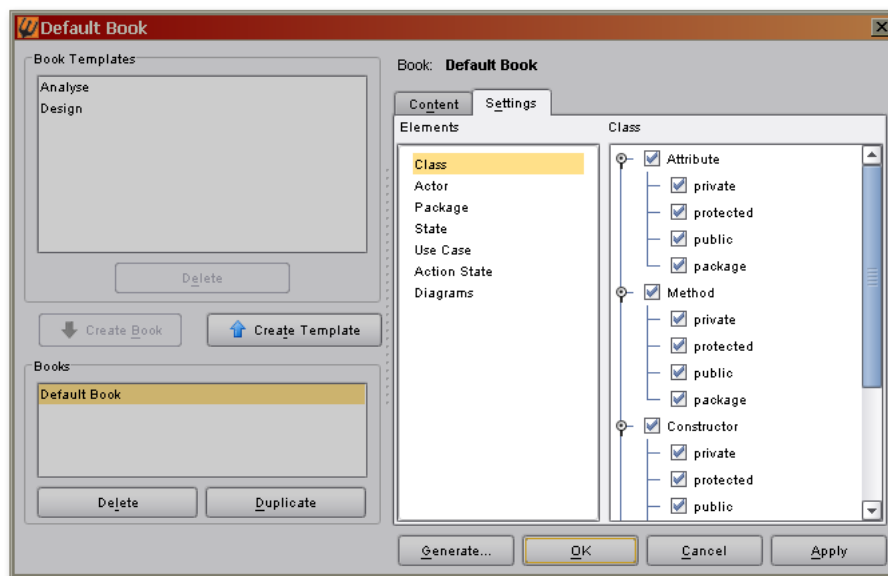 Default Book
Book Templates
Analyse
Design
Delete
Create Book
Create Template
Books
Default Book
Delete
Duplicate
Book: Default Book
Content
Settings
Elements
Class
Actor
Package
State
Use Case
Action State
Diagrams
Class
Attribute
private
protected
public
package
Method
private
protected
public
package
Constructor
private
protected
public
Generate...
OK
Cancel
Apply